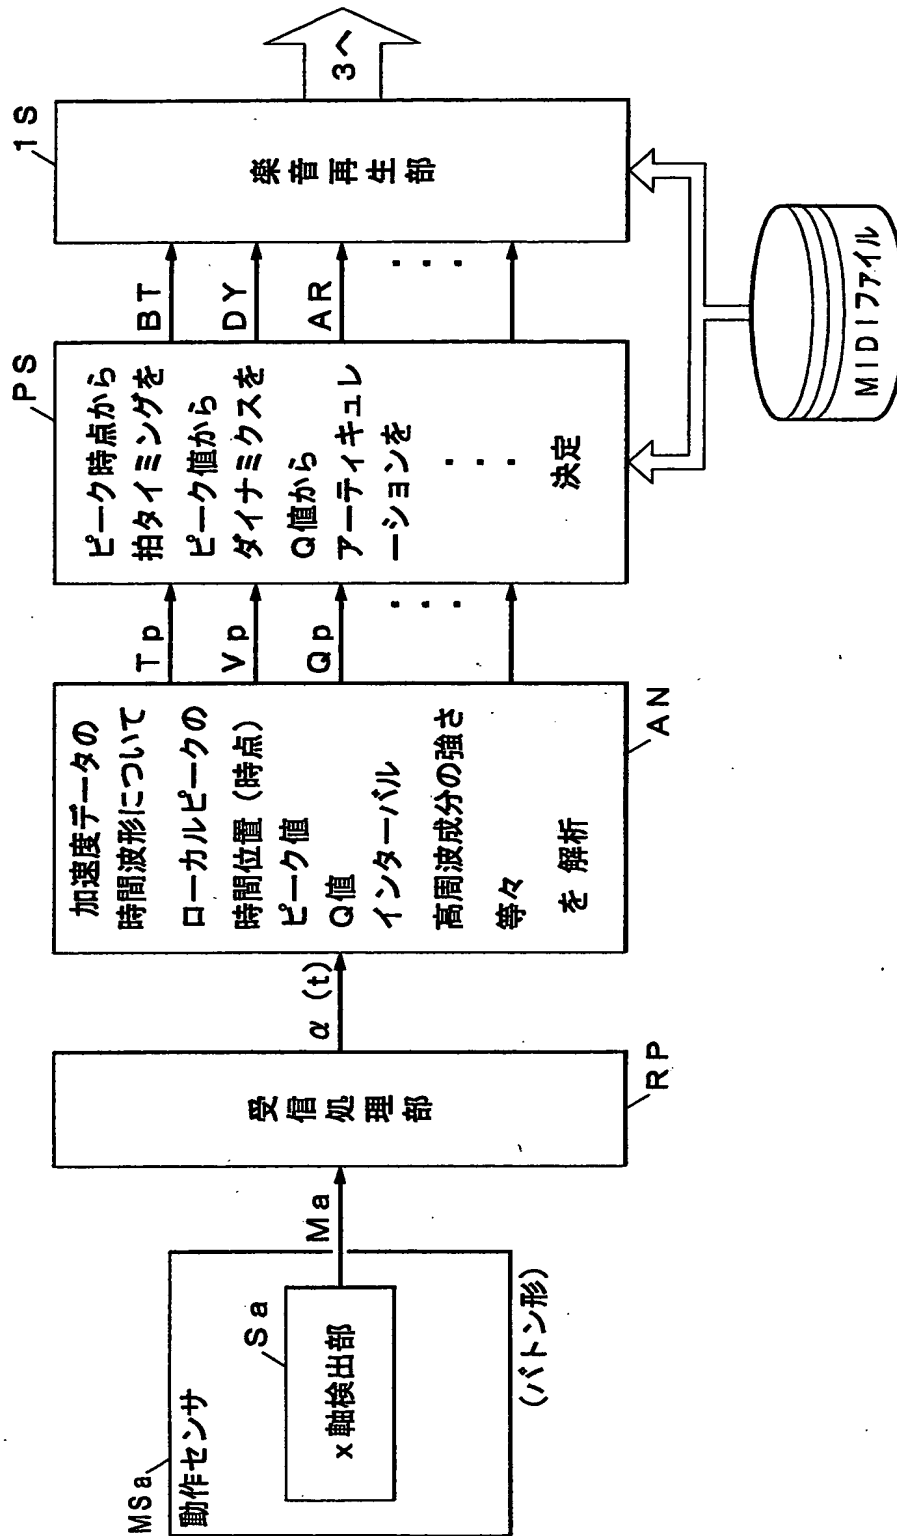 MSa
動作センサ
Sa
x軸検出部
(バトン形)
Ma
受信処理部
RP
α(t)
加速度データの
時間波形について
ローカルピークの
時間位置(時点)
ピーク値
Q値
インターバル
高周波成分の強さ
等々
を 解析
AN
Tp
Vp
Qp
・・・
PS
ピーク時点から
拍タイミングを
ピーク値から
ダイナミクスを
Q値から
アーティキュレ
ーションを
・・・
決定
BT
DY
AR
・・・
1S
楽音再生部
3へ
MIDIファイル